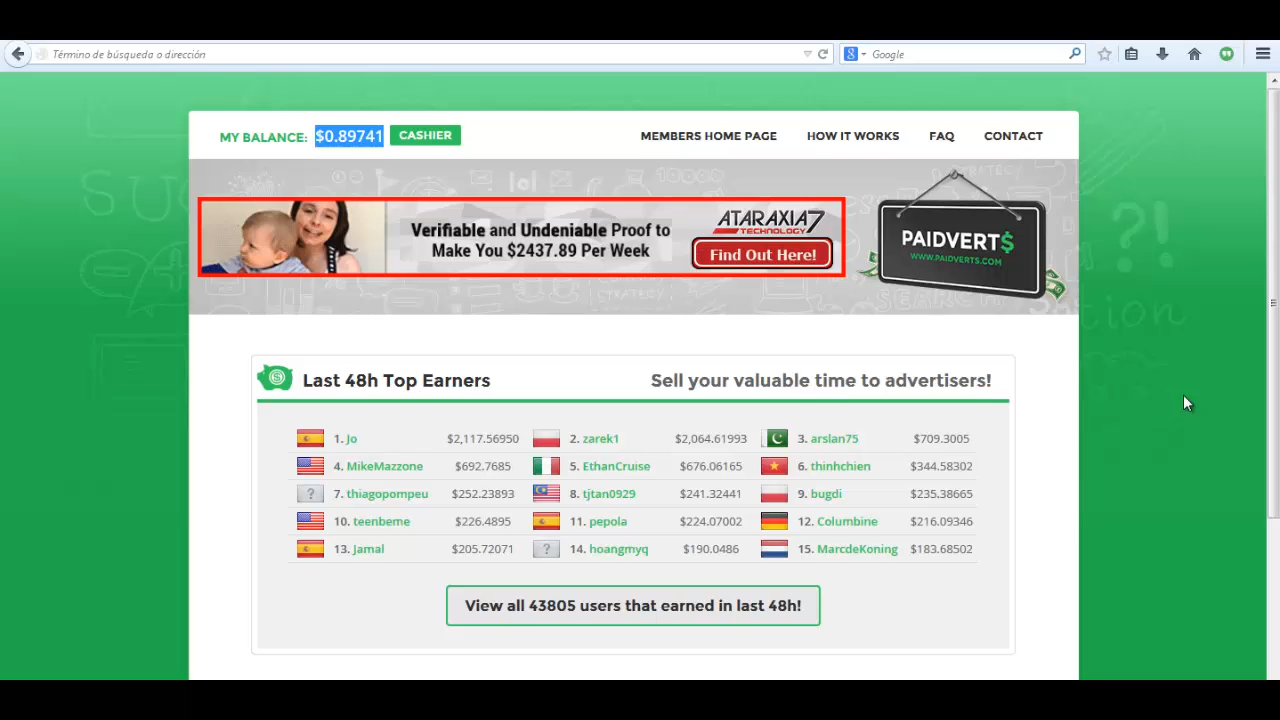 Término de búsqueda o dirección
Google
MY BALANCE: $0.89741 CASHIER MEMBERS HOME PAGE HOW IT WORKS FAQ CONTACT
Verifiable and Undeniable Proof to
Make You $2437.89 Per Week
ATARAXIA7
TECHNOLOGY
Find Out Here!
PAIDVERT$
WWW.PAIDVERTS.COM
Last 48h Top Earners Sell your valuable time to advertisers!
1. Jo $2,117.56950 2. zarek1 $2,064.61993 3. arslan75 $709.3005
4. MikeMazzone $692.7685 5. EthanCruise $676.06165 6. thinhchien $344.58302
7. thiagopompeu $252.23893 8. tjtan0929 $241.32441 9. bugdi $235.38665
10. teenbeme $226.4895 11. pepola $224.07002 12. Columbine $216.09346
13. Jamal $205.72071 14. hoangmyq $190.0486 15. MarcdeKoning $183.68502
View all 43805 users that earned in last 48h!